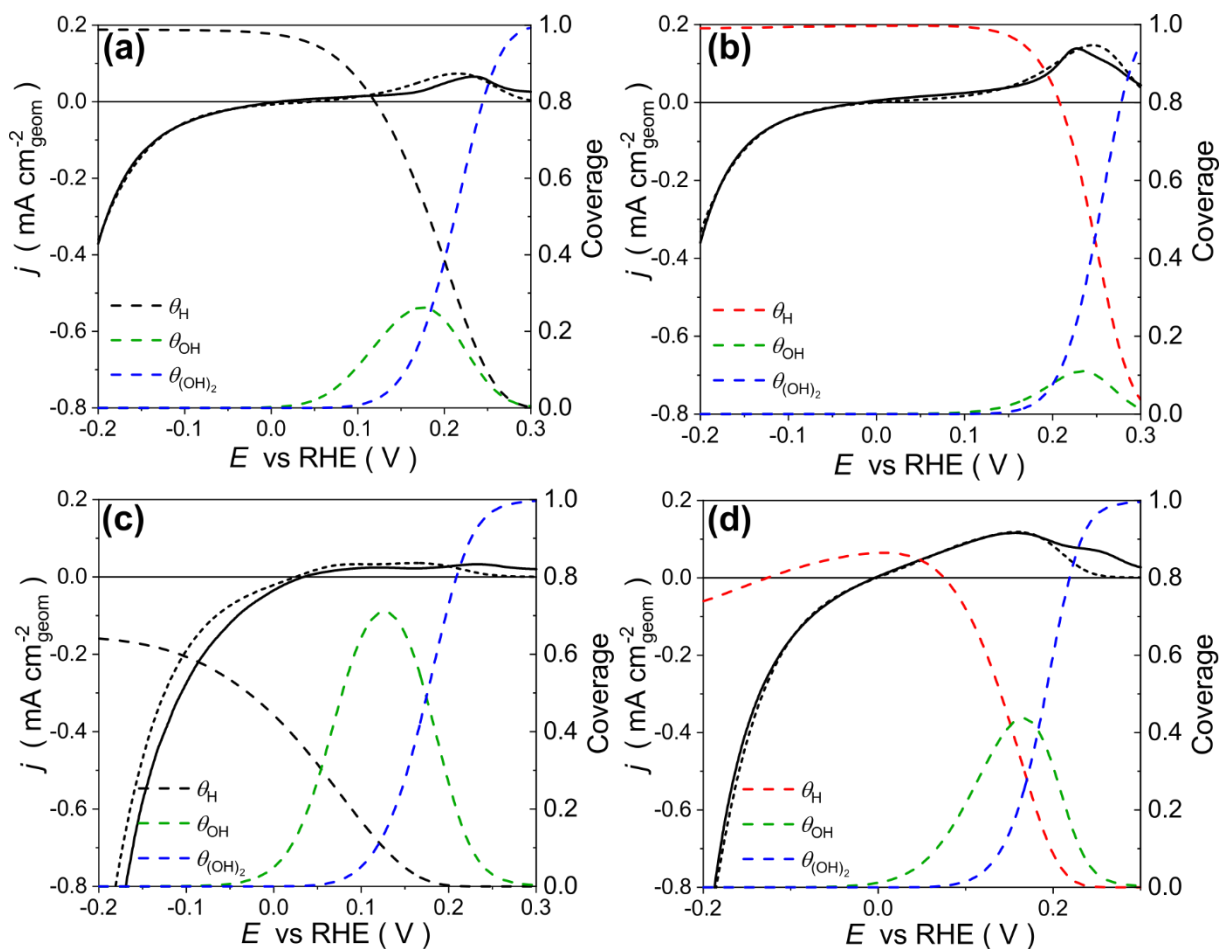 (a)
0.2
0.0
-0.2
-0.4
-0.6
-0.8
j ( mA cm⁻²geom )
1.0
0.8
0.6
0.4
0.2
0.0
Coverage
θH
θOH
θ(OH)₂
-0.2 -0.1 0.0 0.1 0.2 0.3
E vs RHE ( V )
(b)
0.2
0.0
-0.2
-0.4
-0.6
-0.8
j ( mA cm⁻²geom )
1.0
0.8
0.6
0.4
0.2
0.0
Coverage
θH
θOH
θ(OH)₂
-0.2 -0.1 0.0 0.1 0.2 0.3
E vs RHE ( V )
(c)
0.2
0.0
-0.2
-0.4
-0.6
-0.8
j ( mA cm⁻²geom )
1.0
0.8
0.6
0.4
0.2
0.0
Coverage
θH
θOH
θ(OH)₂
-0.2 -0.1 0.0 0.1 0.2 0.3
E vs RHE ( V )
(d)
0.2
0.0
-0.2
-0.4
-0.6
-0.8
j ( mA cm⁻²geom )
1.0
0.8
0.6
0.4
0.2
0.0
Coverage
θH
θOH
θ(OH)₂
-0.2 0.0 0.2
E vs RHE ( V )